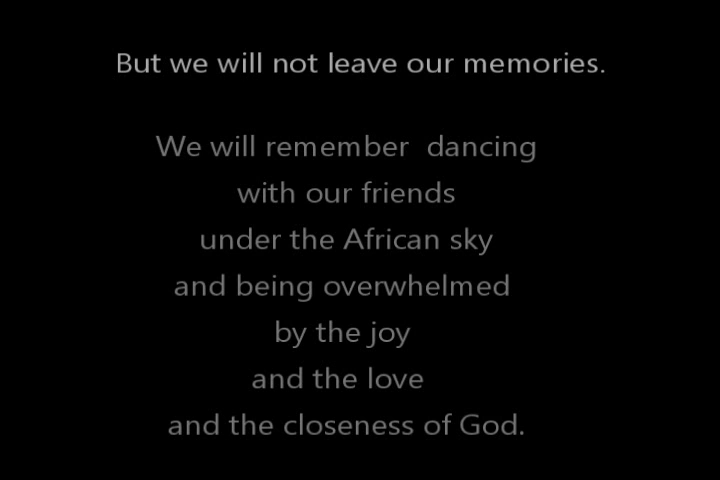 But we will not leave our memories.
We will remember  dancing
with our friends
under the African sky
and being overwhelmed
by the joy
and the love
and the closeness of God.